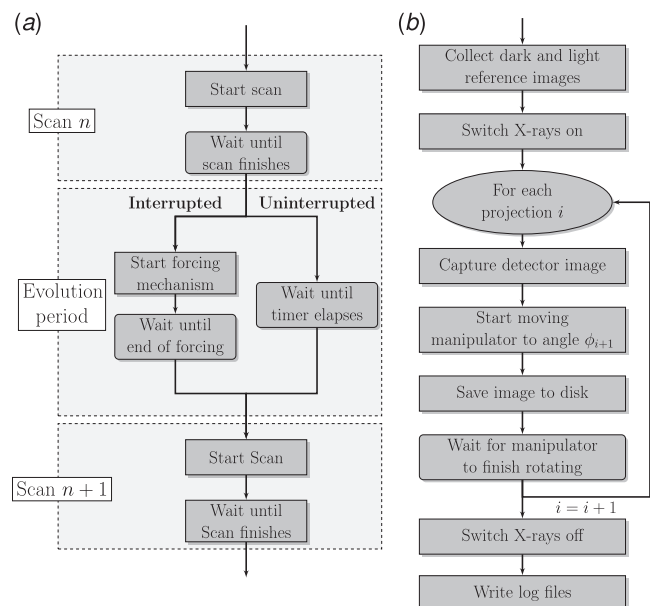 (a)
Scan n
Start scan
Wait until
scan finishes
Interrupted
Uninterrupted
Evolution
period
Start forcing
mechanism
Wait until
end of forcing
Wait until
timer elapses
Scan n + 1
Start Scan
Wait until
Scan finishes
(b)
Collect dark and light
reference images
Switch X-rays on
For each
projection i
Capture detector image
Start moving
manipulator to angle ϕᵢ₊₁
Save image to disk
Wait for manipulator
to finish rotating
i = i + 1
Switch X-rays off
Write log files